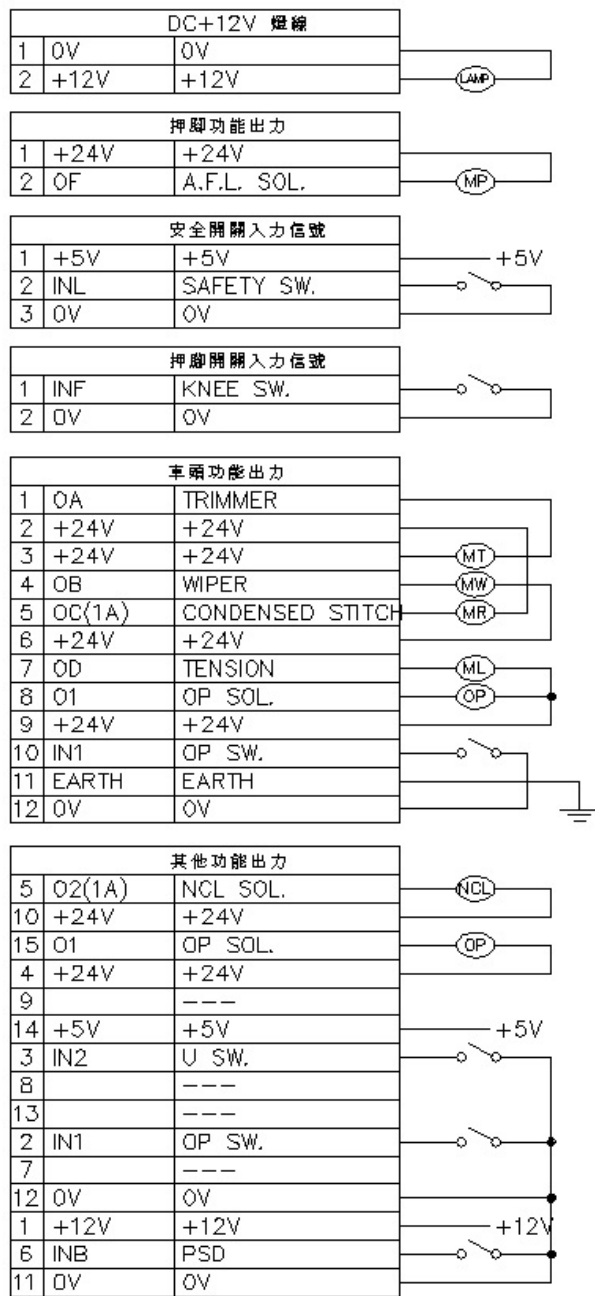 DC+12V 燈線
1 0V 0V
2 +12V +12V LAMP
押腳功能出力
1 +24V +24V
2 OF A.F.L. SOL. MP
安全開關入力信號
1 +5V +5V +5V
2 INL SAFETY SW.
3 0V 0V
押腳開關入力信號
1 INF KNEE SW.
2 0V 0V
車頭功能出力
1 OA TRIMMER
2 +24V +24V
3 +24V +24V MT
4 OB WIPER MW
5 OC(1A) CONDENSED STITCH MR
6 +24V +24V
7 OD TENSION ML
8 O1 OP SOL. OP
9 +24V +24V
10 IN1 OP SW.
11 EARTH EARTH
12 0V 0V
其他功能出力
5 O2(1A) NCL SOL. NCL
10 +24V +24V
15 O1 OP SOL. OP
4 +24V +24V
9 ---
14 +5V +5V +5V
3 IN2 U SW.
8 ---
13 ---
2 IN1 OP SW.
7 ---
12 0V 0V
1 +12V +12V +12V
6 INB PSD
11 0V 0V